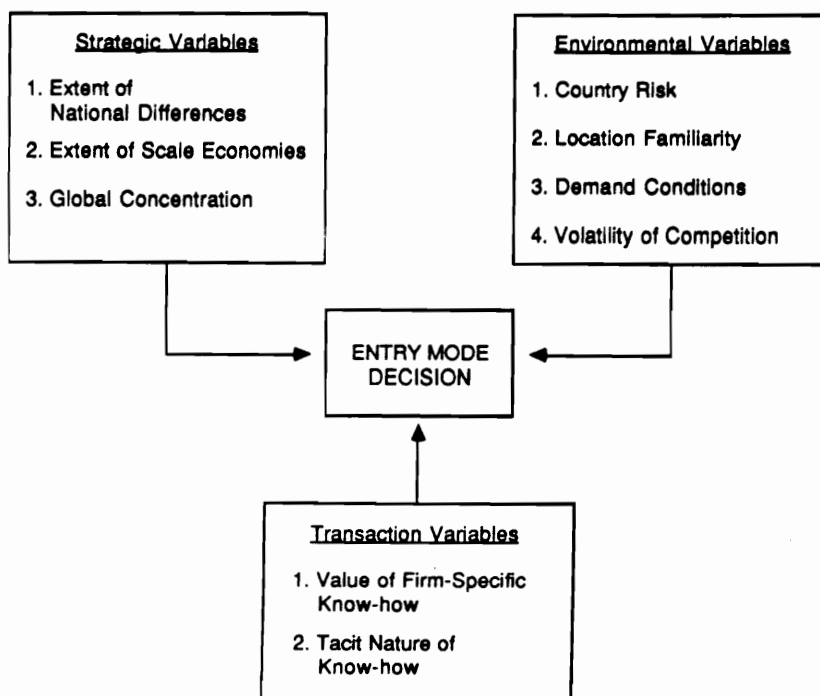 Strategic Variables
1. Extent of
National Differences
2. Extent of Scale Economies
3. Global Concentration
Environmental Variables
1. Country Risk
2. Location Familiarity
3. Demand Conditions
4. Volatility of Competition
ENTRY MODE
DECISION
Transaction Variables
1. Value of Firm-Specific
Know-how
2. Tacit Nature of
Know-how